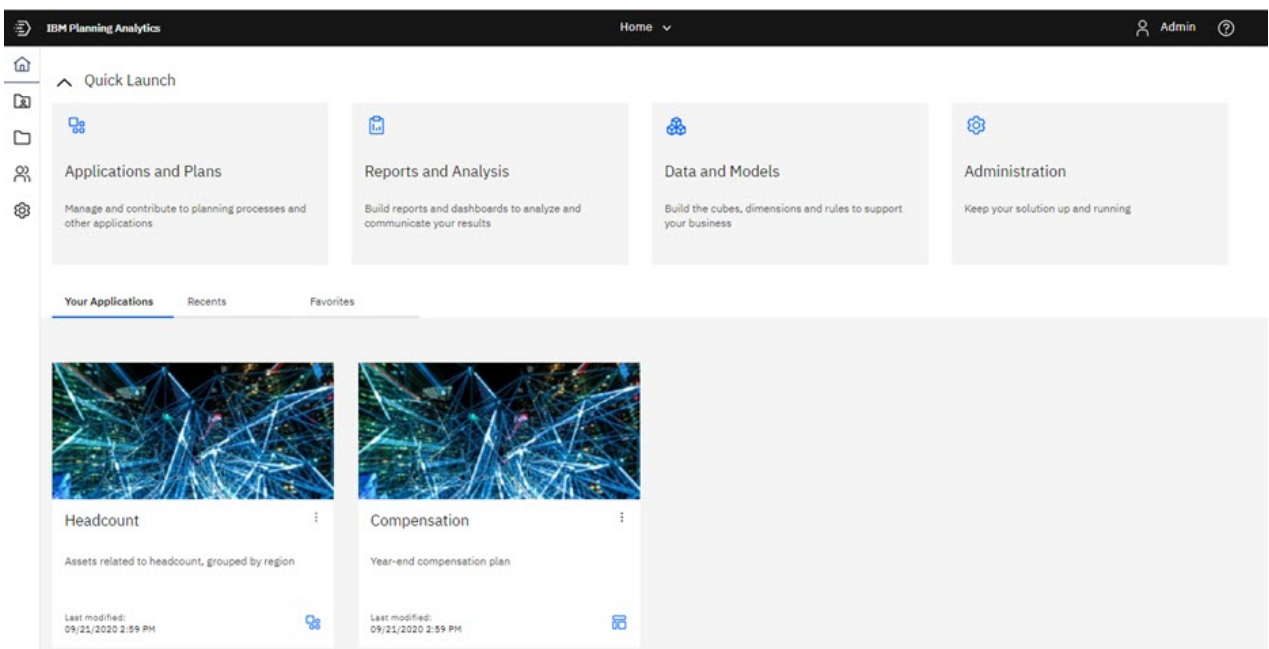 IBM Planning Analytics
Home
Admin
Quick Launch
Applications and Plans
Manage and contribute to planning processes and
other applications
Reports and Analysis
Build reports and dashboards to analyze and
communicate your results
Data and Models
Build the cubes, dimensions and rules to support
your business
Administration
Keep your solution up and running
Your Applications
Recents
Favorites
Headcount
Assets related to headcount, grouped by region
Last modified:
09/21/2020 2:59 PM
Compensation
Year-end compensation plan
Last modified:
09/21/2020 2:59 PM